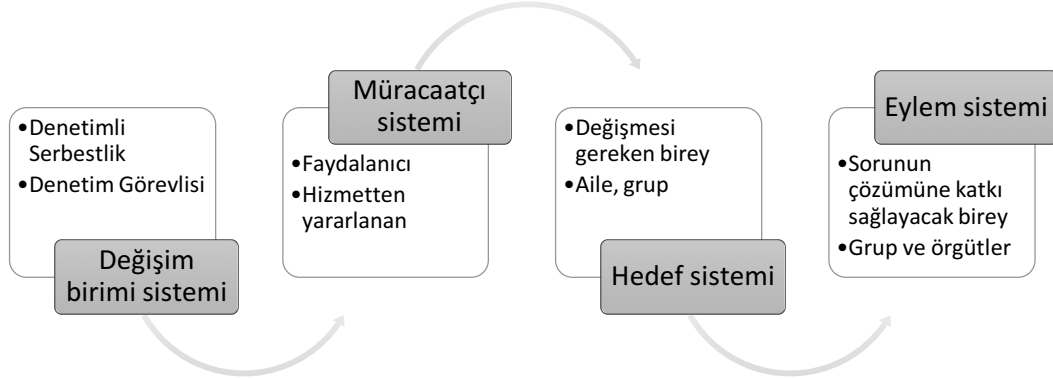 •Denetimli
Serbestlik
•Denetim Görevlisi
Değişim
birimi sistemi
Müracaatçı
sistemi
•Faydalanıcı
•Hizmetten
yararlanan
•Değişmesi
gereken birey
•Aile, grup
Hedef sistemi
Eylem sistemi
•Sorunun
çözümüne katkı
sağlayacak birey
•Grup ve örgütler